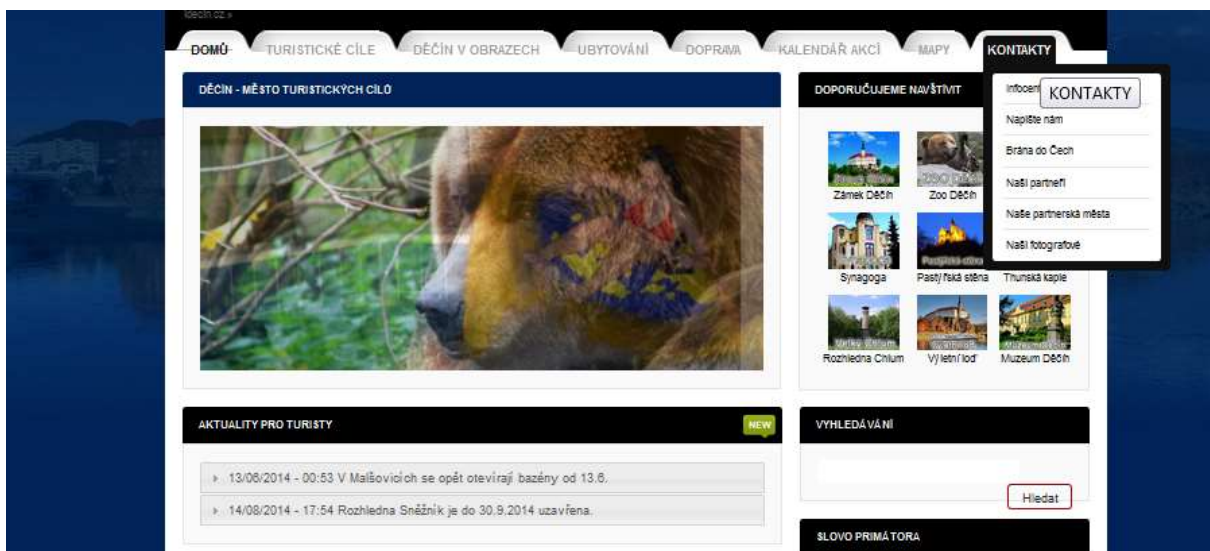 idecin.cz »
DOMŮ
TURISTICKÉ CÍLE
DĚČÍN V OBRAZECH
UBYTOVÁNÍ
DOPRAVA
KALENDÁŘ AKCÍ
MAPY
KONTAKTY
DĚČÍN - MĚSTO TURISTICKÝCH CÍLŮ
DOPORUČUJEME NAVŠTÍVIT
KONTAKTY
Napište nám
Brána do Čech
Naši partneři
Naše partnerská města
Naši fotografové
Zámek Děčín
Zoo Děčín
Synagoga
Pastýřská stěna
Thunská kaple
Rozhledna Chlum
Výletní loď
Muzeum Děčín
AKTUALITY PRO TURISTY
NEW
13/06/2014 - 00:53 V Malšovicích se opět otevírají bazény od 13.6.
14/08/2014 - 17:54 Rozhledna Sněžník je do 30.9.2014 uzavřena.
VYHLEDÁVÁNÍ
Hledat
SLOVO PRIMÁTORA